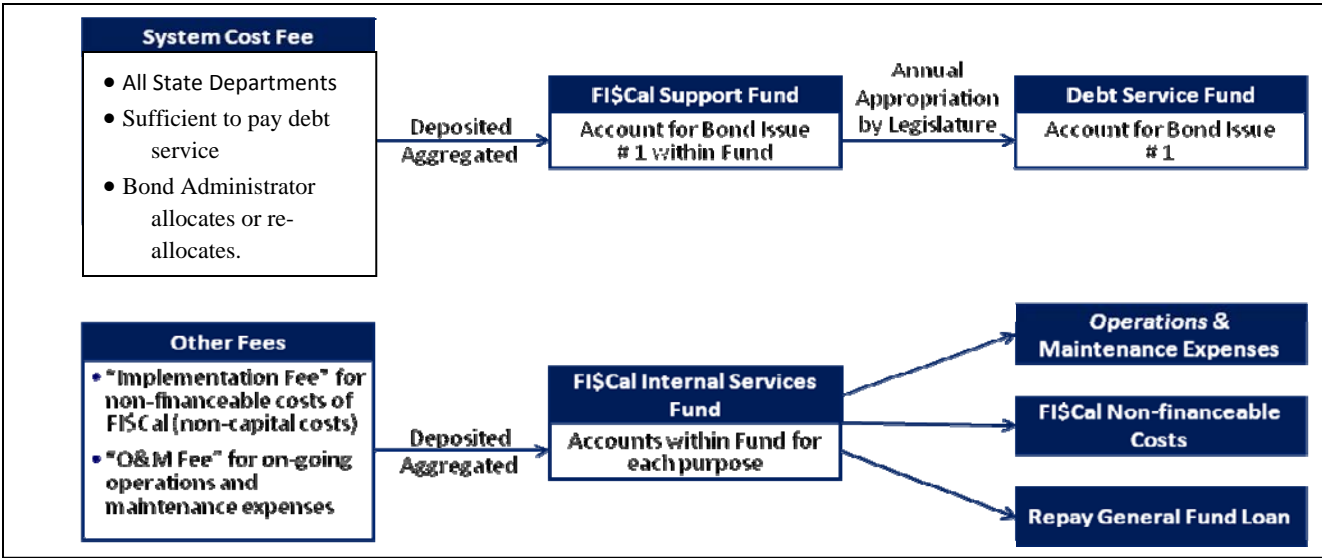 System Cost Fee
• All State Departments
• Sufficient to pay debt
service
• Bond Administrator
allocates or re-
allocates.
Deposited
Aggregated
FI$Cal Support Fund
Account for Bond Issue
# 1 within Fund
Annual
Appropriation
by Legislature
Debt Service Fund
Account for Bond Issue
# 1
Other Fees
• "Implementation Fee" for
non-financeable costs of
FI$Cal (non-capital costs)
• "O&M Fee" for on-going
operations and
maintenance expenses
Deposited
Aggregated
FI$Cal Internal Services
Fund
Accounts within Fund for
each purpose
Operations &
Maintenance Expenses
FI$Cal Non-financeable
Costs
Repay General Fund Loan